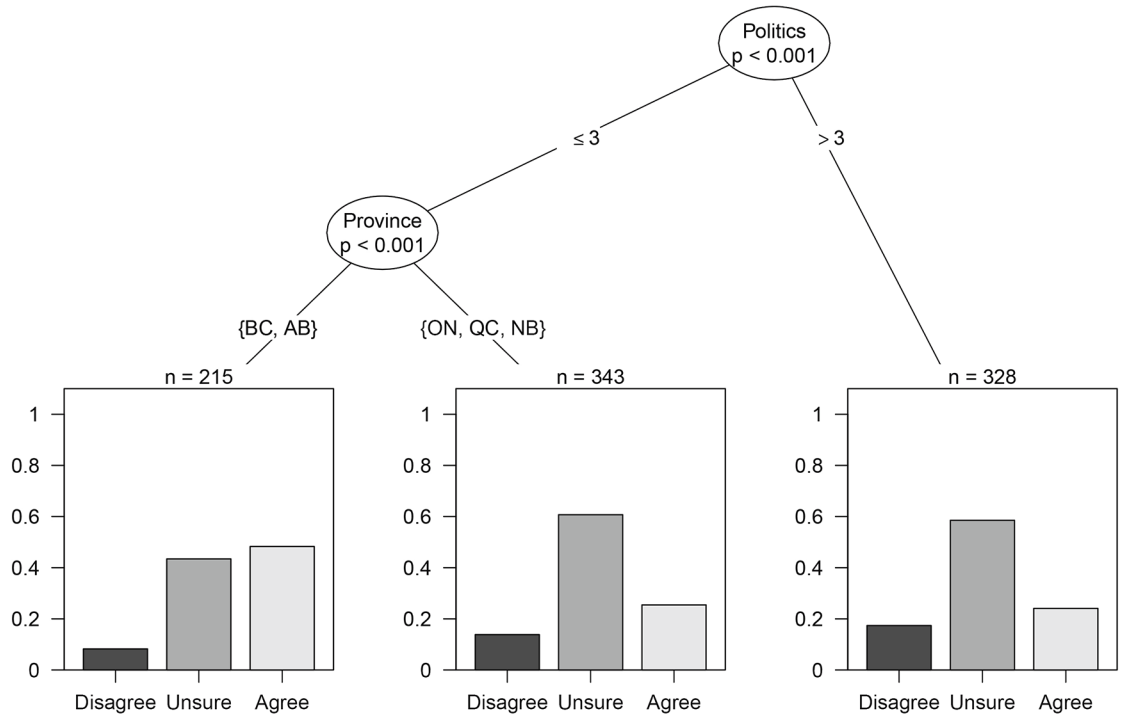 Politics
p < 0.001
≤ 3
> 3
Province
p < 0.001
{BC, AB}
{ON, QC, NB}
n = 215
n = 343
n = 328
1
0.8
0.6
0.4
0.2
0
Disagree Unsure Agree
1
0.8
0.6
0.4
0.2
0
Disagree Unsure Agree
1
0.8
0.6
0.4
0.2
0
Disagree Unsure Agree